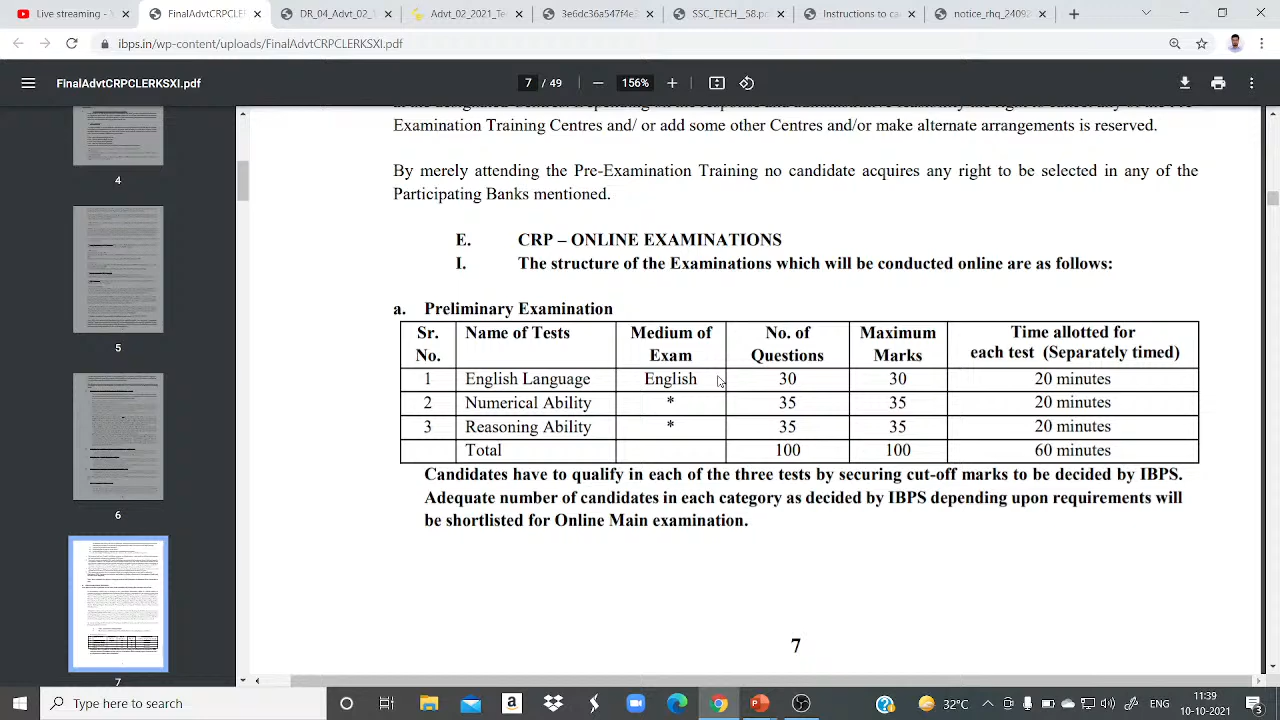 Live streaming - 1
FinalAdvtCRPCLEF
DR_04_Advt_02_1
Advt-22_2021_Te
3e6dc36a547f4e2
Instructions to ca
notice_rhq_24092
ibps.in/wp-content/uploads/FinalAdvtCRPCLERKSXI.pdf
FInalAdvtCRPCLERKSXI.pdf
7 / 49
156%
Examination Training Centres and/ or add some other Centres and/or make alternate arrangements is reserved.
By merely attending the Pre-Examination Training no candidate acquires any right to be selected in any of the
Participating Banks mentioned.
E. CRP – ONLINE EXAMINATIONS
I. The structure of the Examinations which will be conducted online are as follows:
a. Preliminary Examination
Sr. No. Name of Tests Medium of Exam No. of Questions Maximum Marks Time allotted for each test (Separately timed)
1 English Language English 30 30 20 minutes
2 Numerical Ability * 35 35 20 minutes
3 Reasoning Ability * 35 35 20 minutes
Total 100 100 60 minutes
Candidates have to qualify in each of the three tests by securing cut-off marks to be decided by IBPS.
Adequate number of candidates in each category as decided by IBPS depending upon requirements will
be shortlisted for Online Main examination.
7
4
5
6
7
Type here to search
32°C
ENG
11:39
10-10-2021